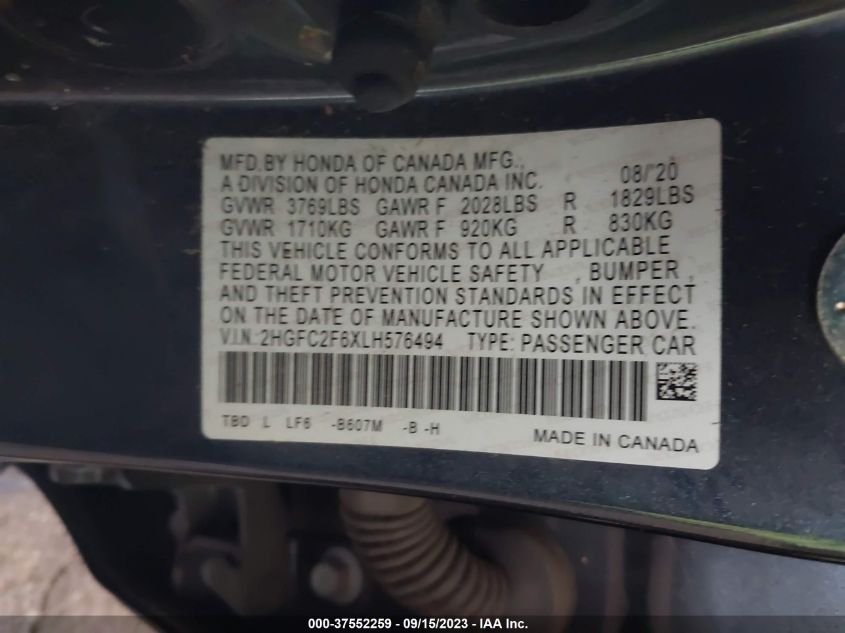 MFD.BY HONDA OF CANADA MFG., 08/'20
A DIVISION OF HONDA CANADA INC.
GVWR 3769LBS GAWR F 2028LBS R 1829LBS
GVWR 1710KG GAWR F 920KG R 830KG
THIS VEHICLE CONFORMS TO ALL APPLICABLE
FEDERAL MOTOR VEHICLE SAFETY , BUMPER ,
AND THEFT PREVENTION STANDARDS IN EFFECT
ON THE DATE OF MANUFACTURE SHOWN ABOVE.
V.I.N.:2HGFC2F6XLH576494 TYPE: PASSENGER CAR
TBD L LF6 -B607M -B -H
MADE IN CANADA
000-37552259 - 09/15/2023 - IAA Inc.